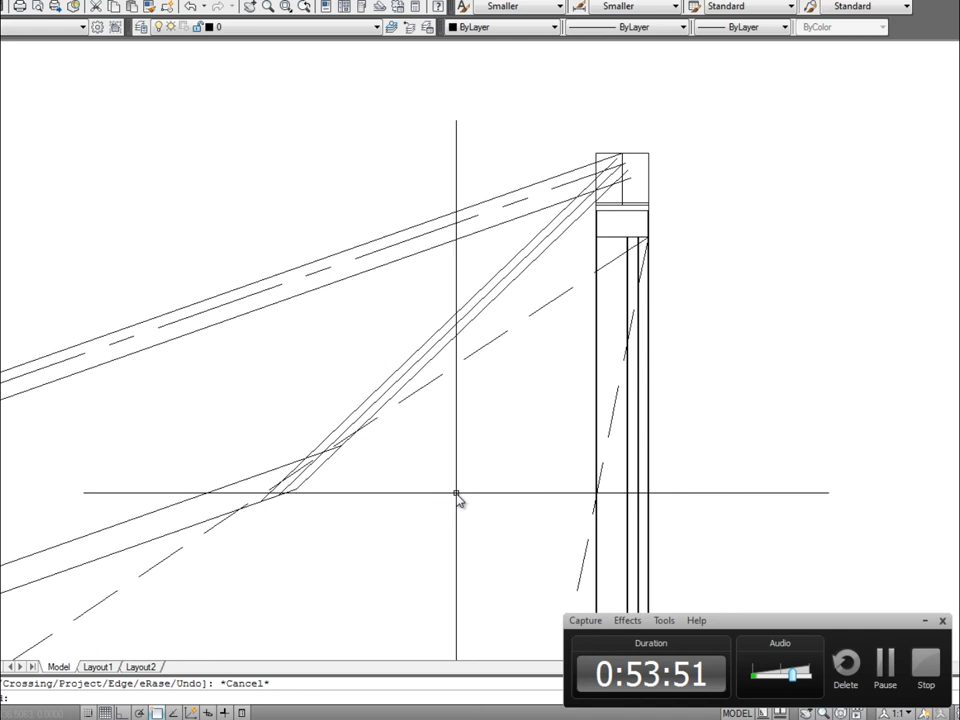 Smaller Smaller Standard Standard
0 ByLayer ByLayer ByLayer ByColor
Capture Effects Tools Help
Duration
0:53:51
Audio
Delete Pause Stop
Model Layout1 Layout2
'Crossing/Project/Edge/eRase/Undo]: *Cancel*
MODEL 1:1